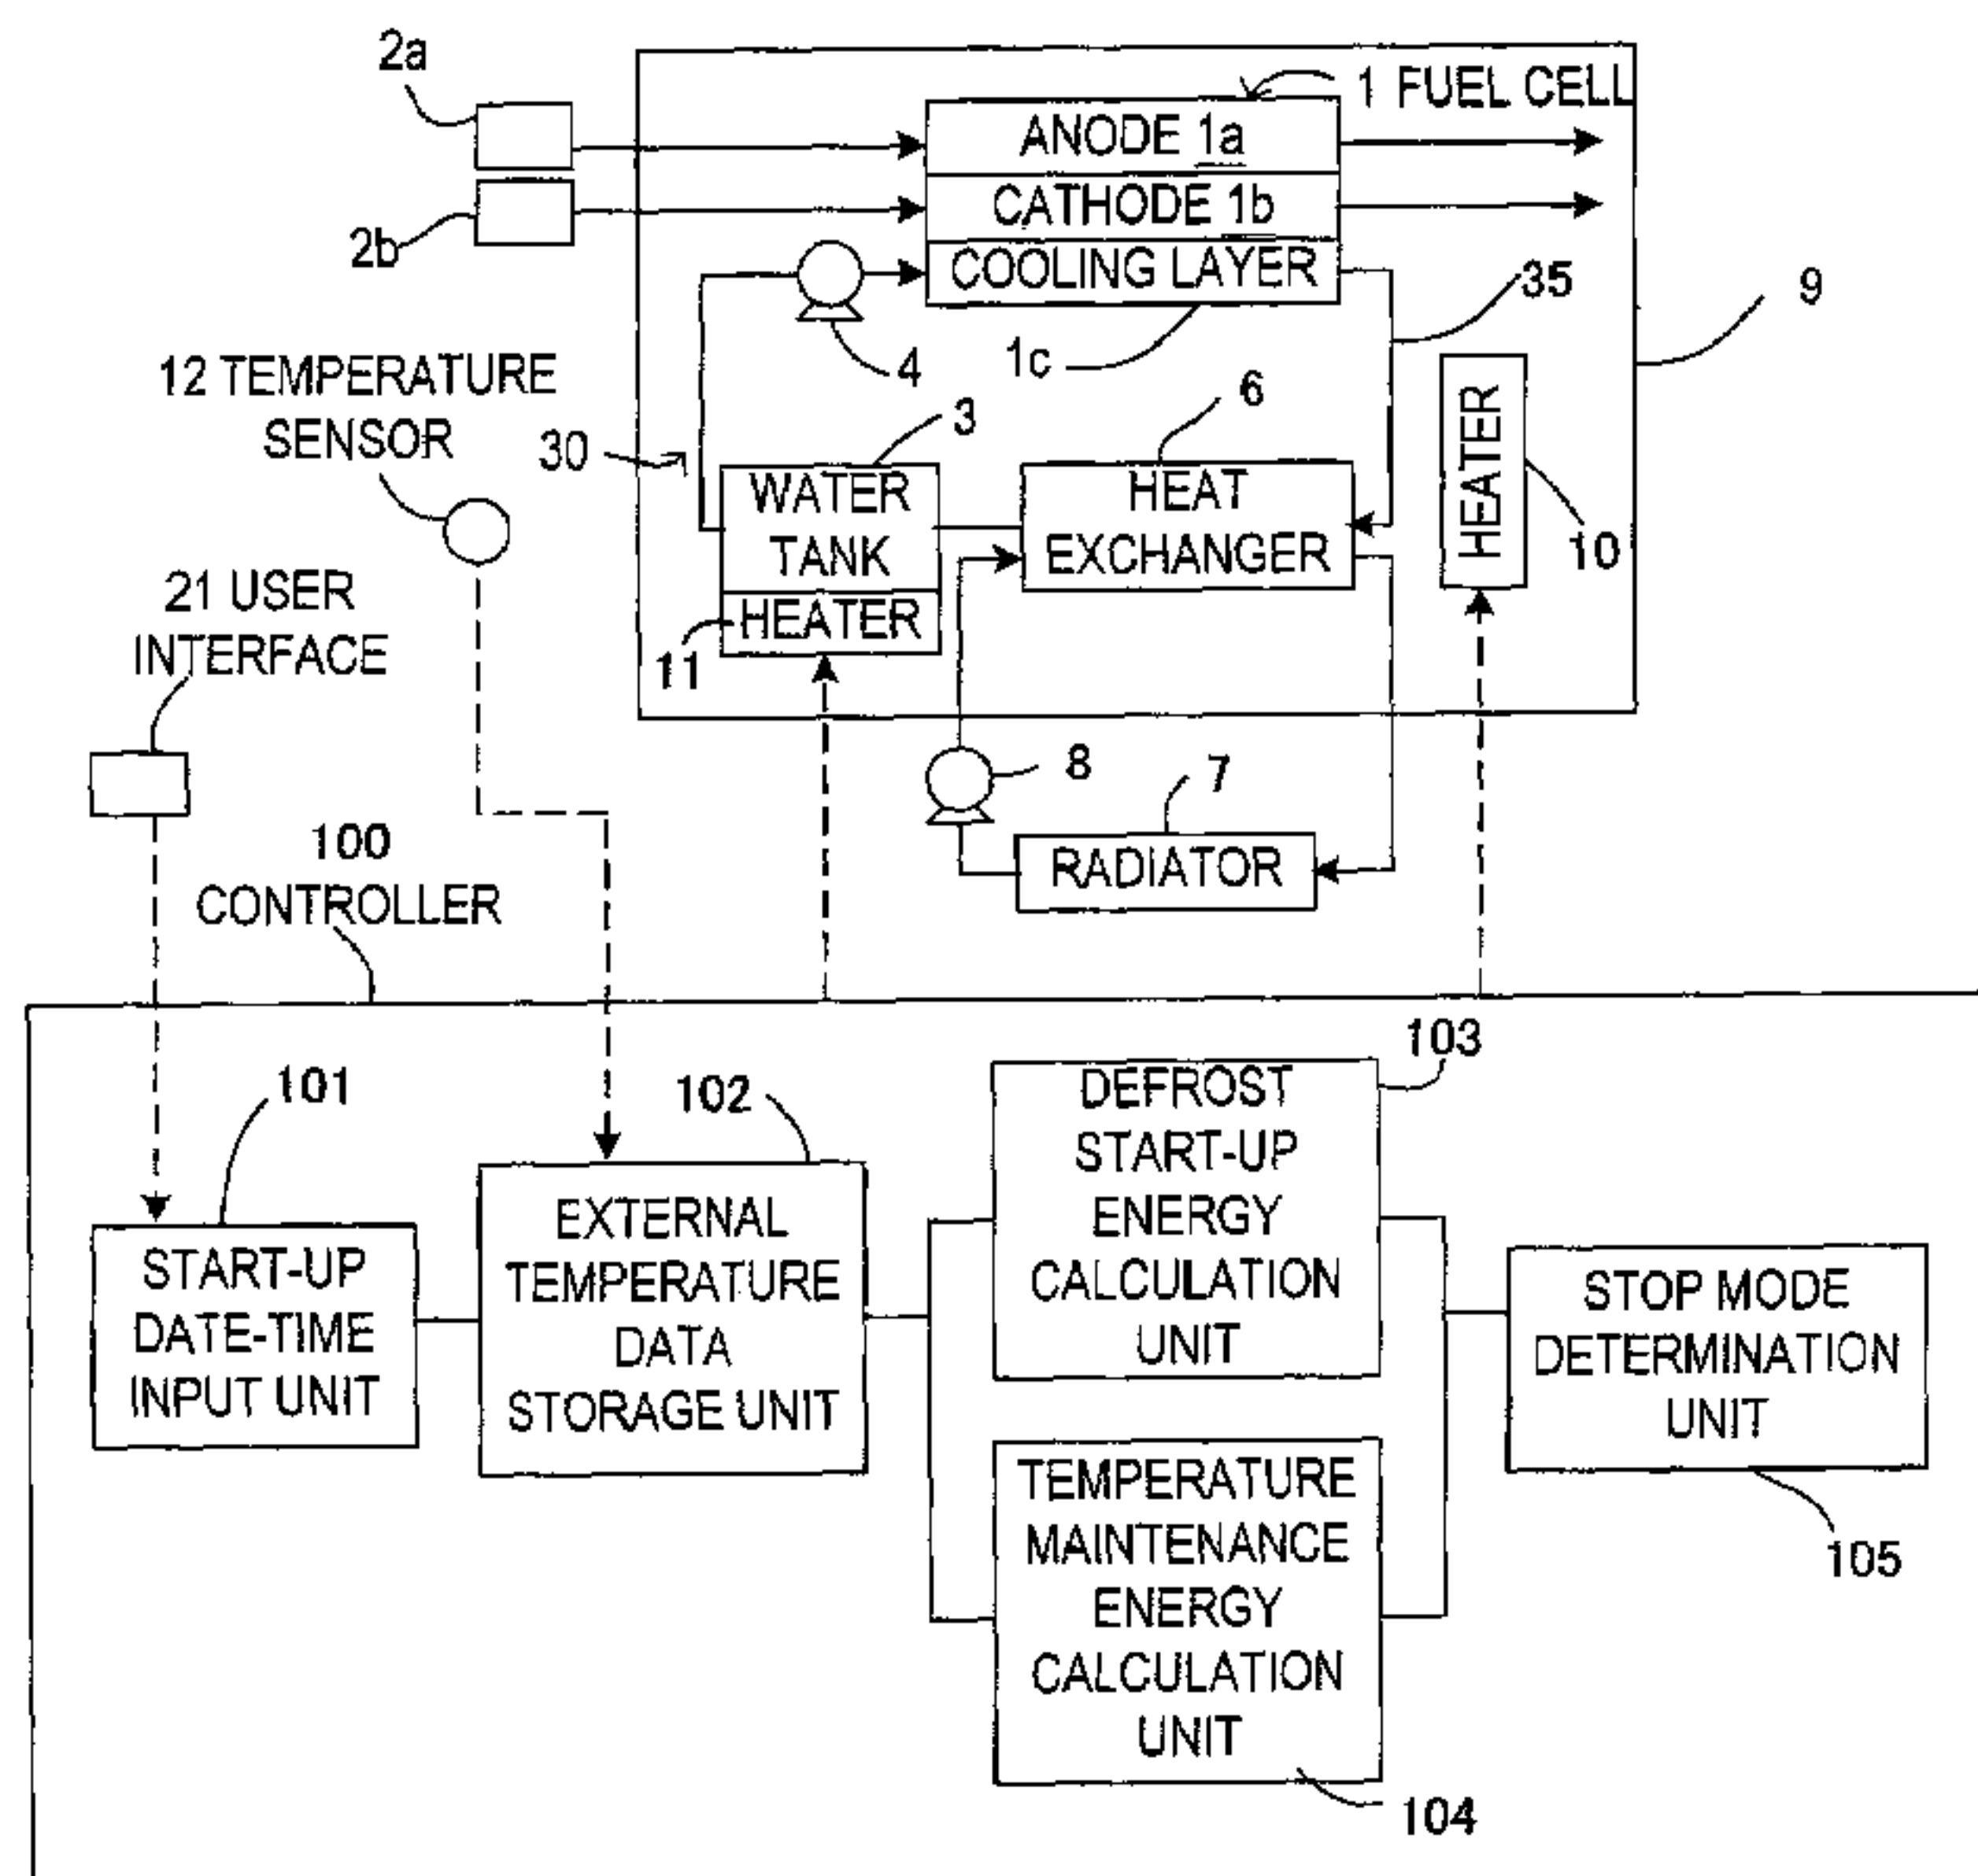 2a
1 FUEL CELL
ANODE 1a
CATHODE 1b
2b
COOLING LAYER
35
9
4
1c
12 TEMPERATURE
SENSOR
6
3
30
HEATER
10
WATER
TANK
HEAT
EXCHANGER
HEATER
11
21 USER
INTERFACE
8
7
RADIATOR
100
CONTROLLER
103
101
102
DEFROST
START-UP
ENERGY
CALCULATION
UNIT
START-UP
DATE-TIME
INPUT UNIT
EXTERNAL
TEMPERATURE
DATA
STORAGE UNIT
STOP MODE
DETERMINATION
UNIT
105
TEMPERATURE
MAINTENANCE
ENERGY
CALCULATION
UNIT
104